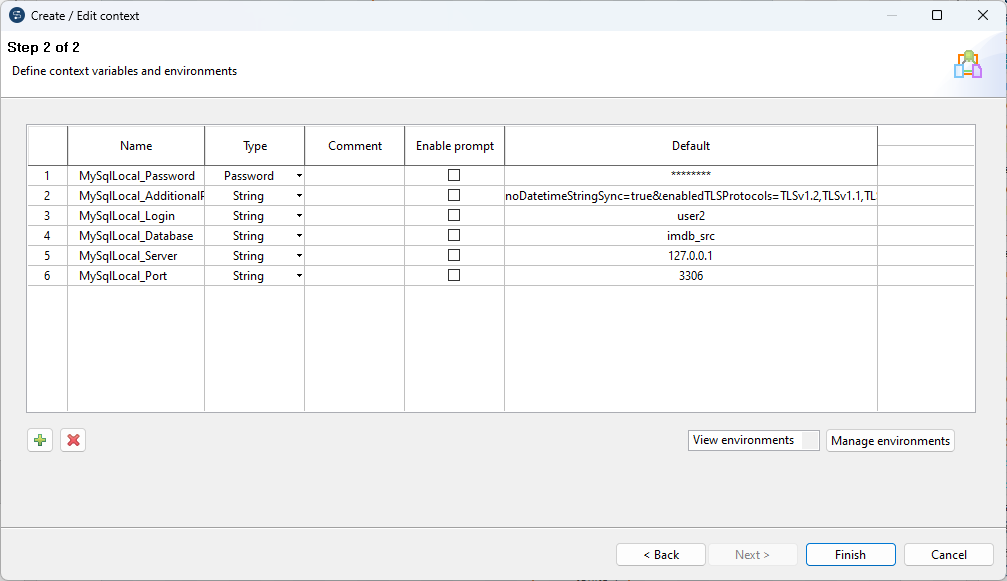 Create / Edit context
Step 2 of 2
Define context variables and environments
Name Type Comment Enable prompt Default
1 MySqlLocal_Password Password ********
2 MySqlLocal_AdditionalP String noDatetimeStringSync=true&enabledTLSProtocols=TLSv1.2,TLSv1.1,TLS
3 MySqlLocal_Login String user2
4 MySqlLocal_Database String imdb_src
5 MySqlLocal_Server String 127.0.0.1
6 MySqlLocal_Port String 3306
View environments Manage environments
< Back Next > Finish Cancel